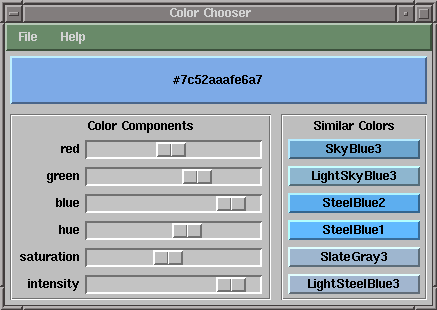 Color Chooser
File Help
#7c52aaafe6a7
Color Components
red
green
blue
hue
saturation
intensity
Similar Colors
SkyBlue3
LightSkyBlue3
SteelBlue2
SteelBlue1
SlateGray3
LightSteelBlue3